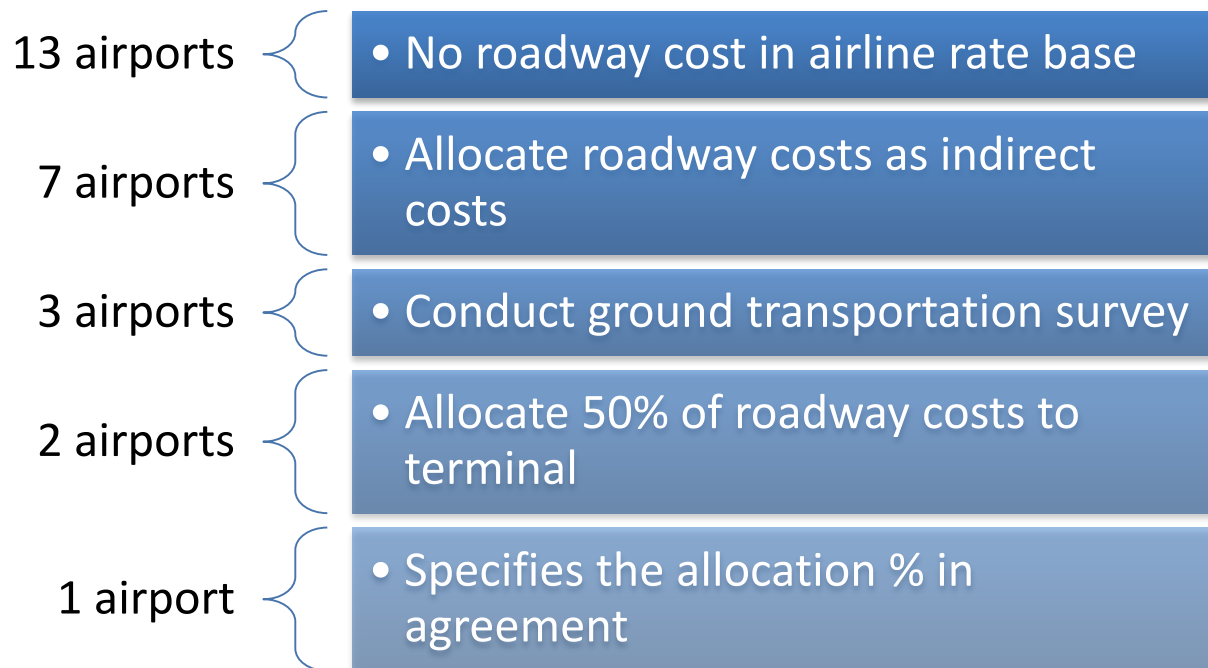 13 airports
• No roadway cost in airline rate base
7 airports
• Allocate roadway costs as indirect
costs
3 airports
• Conduct ground transportation survey
2 airports
• Allocate 50% of roadway costs to
terminal
1 airport
• Specifies the allocation % in
agreement